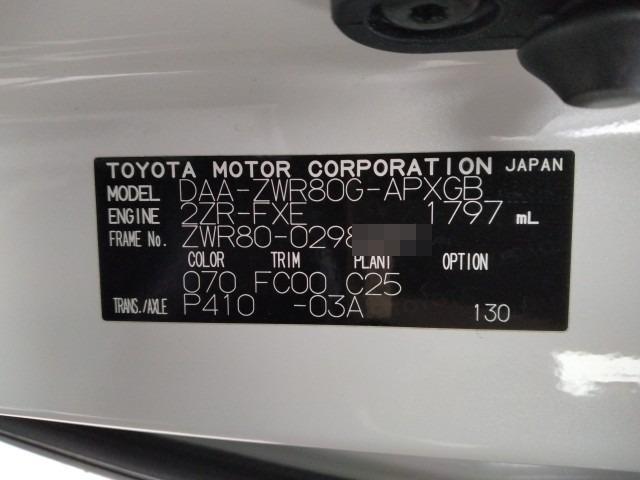 TOYOTA MOTOR CORPORATION JAPAN
MODEL DAA-ZWR80G-APXGB
ENGINE 2ZR-FXE 1797 mL
FRAME No. ZWR80-0298
COLOR TRIM PLANT OPTION
070 FC00 C25
TRANS./AXLE P410 -03A 130